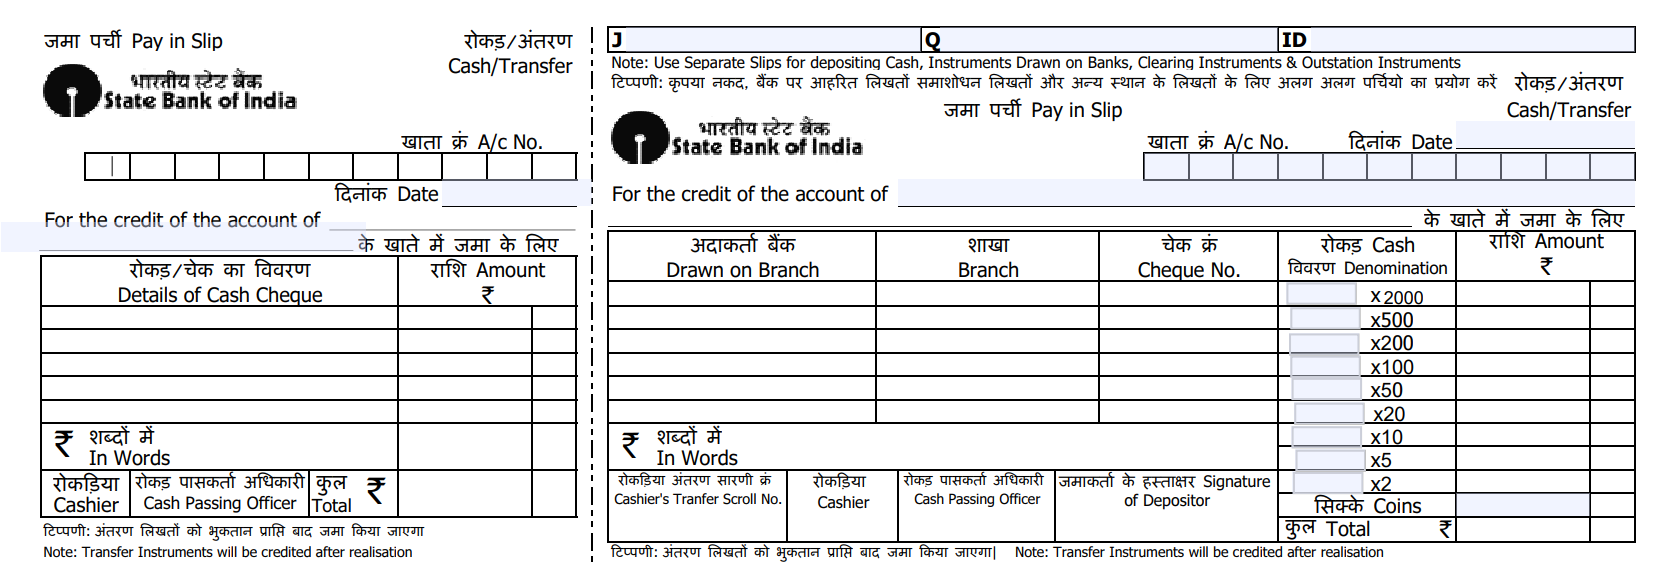 जमा पर्ची Pay in Slip
रोकड़/अंतरण
Cash/Transfer
भारतीय स्टेट बैंक
State Bank of India
खाता क्रं A/c No.
दिनांक Date
For the credit of the account of
के खाते में जमा के लिए
रोकड़/चेक का विवरण
Details of Cash Cheque
राशि Amount
₹
₹ शब्दों में
In Words
रोकड़िया
Cashier
रोकड़ पासकर्ता अधिकारी
Cash Passing Officer
कुल
Total
₹
टिप्पणी: अंतरण लिखतों को भुकतान प्राप्ति बाद जमा किया जाएगा
Note: Transfer Instruments will be credited after realisation
J Q ID
Note: Use Separate Slips for depositing Cash, Instruments Drawn on Banks, Clearing Instruments & Outstation Instruments
टिप्पणी: कृपया नकद, बैंक पर आहरित लिखतों समाशोधन लिखतों और अन्य स्थान के लिखतों के लिए अलग अलग पर्चियो का प्रयोग करें
रोकड़/अंतरण
Cash/Transfer
जमा पर्ची Pay in Slip
भारतीय स्टेट बैंक
State Bank of India
खाता क्रं A/c No.
दिनांक Date
For the credit of the account of
के खाते में जमा के लिए
अदाकर्ता बैंक
Drawn on Branch
शाखा
Branch
चेक क्रं
Cheque No.
रोकड़ Cash
विवरण Denomination
राशि Amount
₹
x2000
x500
x200
x100
x50
x20
x10
x5
x2
₹ शब्दों में
In Words
रोकड़िया अंतरण सारणी क्रं
Cashier's Tranfer Scroll No.
रोकड़िया
Cashier
रोकड़ पासकर्ता अधिकारी
Cash Passing Officer
जमाकर्ता के हस्ताक्षर Signature
of Depositor
सिक्के Coins
कुल Total ₹
टिप्पणी: अंतरण लिखतों को भुकतान प्राप्ति बाद जमा किया जाएगा| Note: Transfer Instruments will be credited after realisation